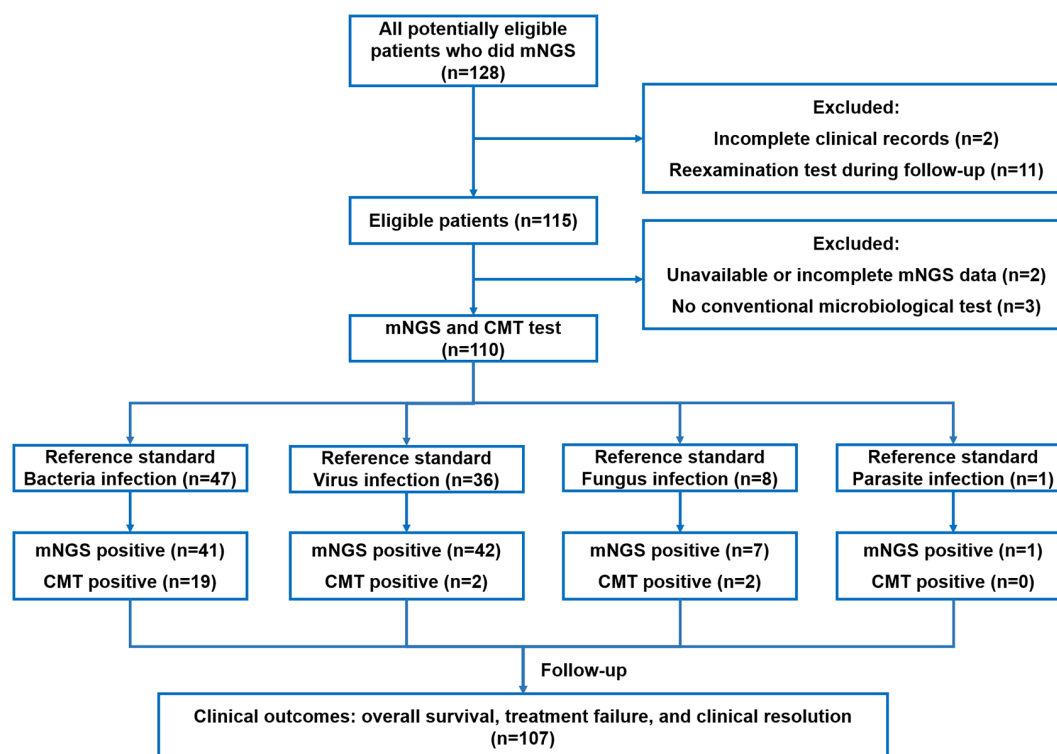 All potentially eligible
patients who did mNGS
(n=128)
Excluded:
Incomplete clinical records (n=2)
Reexamination test during follow-up (n=11)
Eligible patients (n=115)
Excluded:
Unavailable or incomplete mNGS data (n=2)
No conventional microbiological test (n=3)
mNGS and CMT test
(n=110)
Reference standard
Bacteria infection (n=47)
Reference standard
Virus infection (n=36)
Reference standard
Fungus infection (n=8)
Reference standard
Parasite infection (n=1)
mNGS positive (n=41)
CMT positive (n=19)
mNGS positive (n=42)
CMT positive (n=2)
mNGS positive (n=7)
CMT positive (n=2)
mNGS positive (n=1)
CMT positive (n=0)
Follow-up
Clinical outcomes: overall survival, treatment failure, and clinical resolution
(n=107)